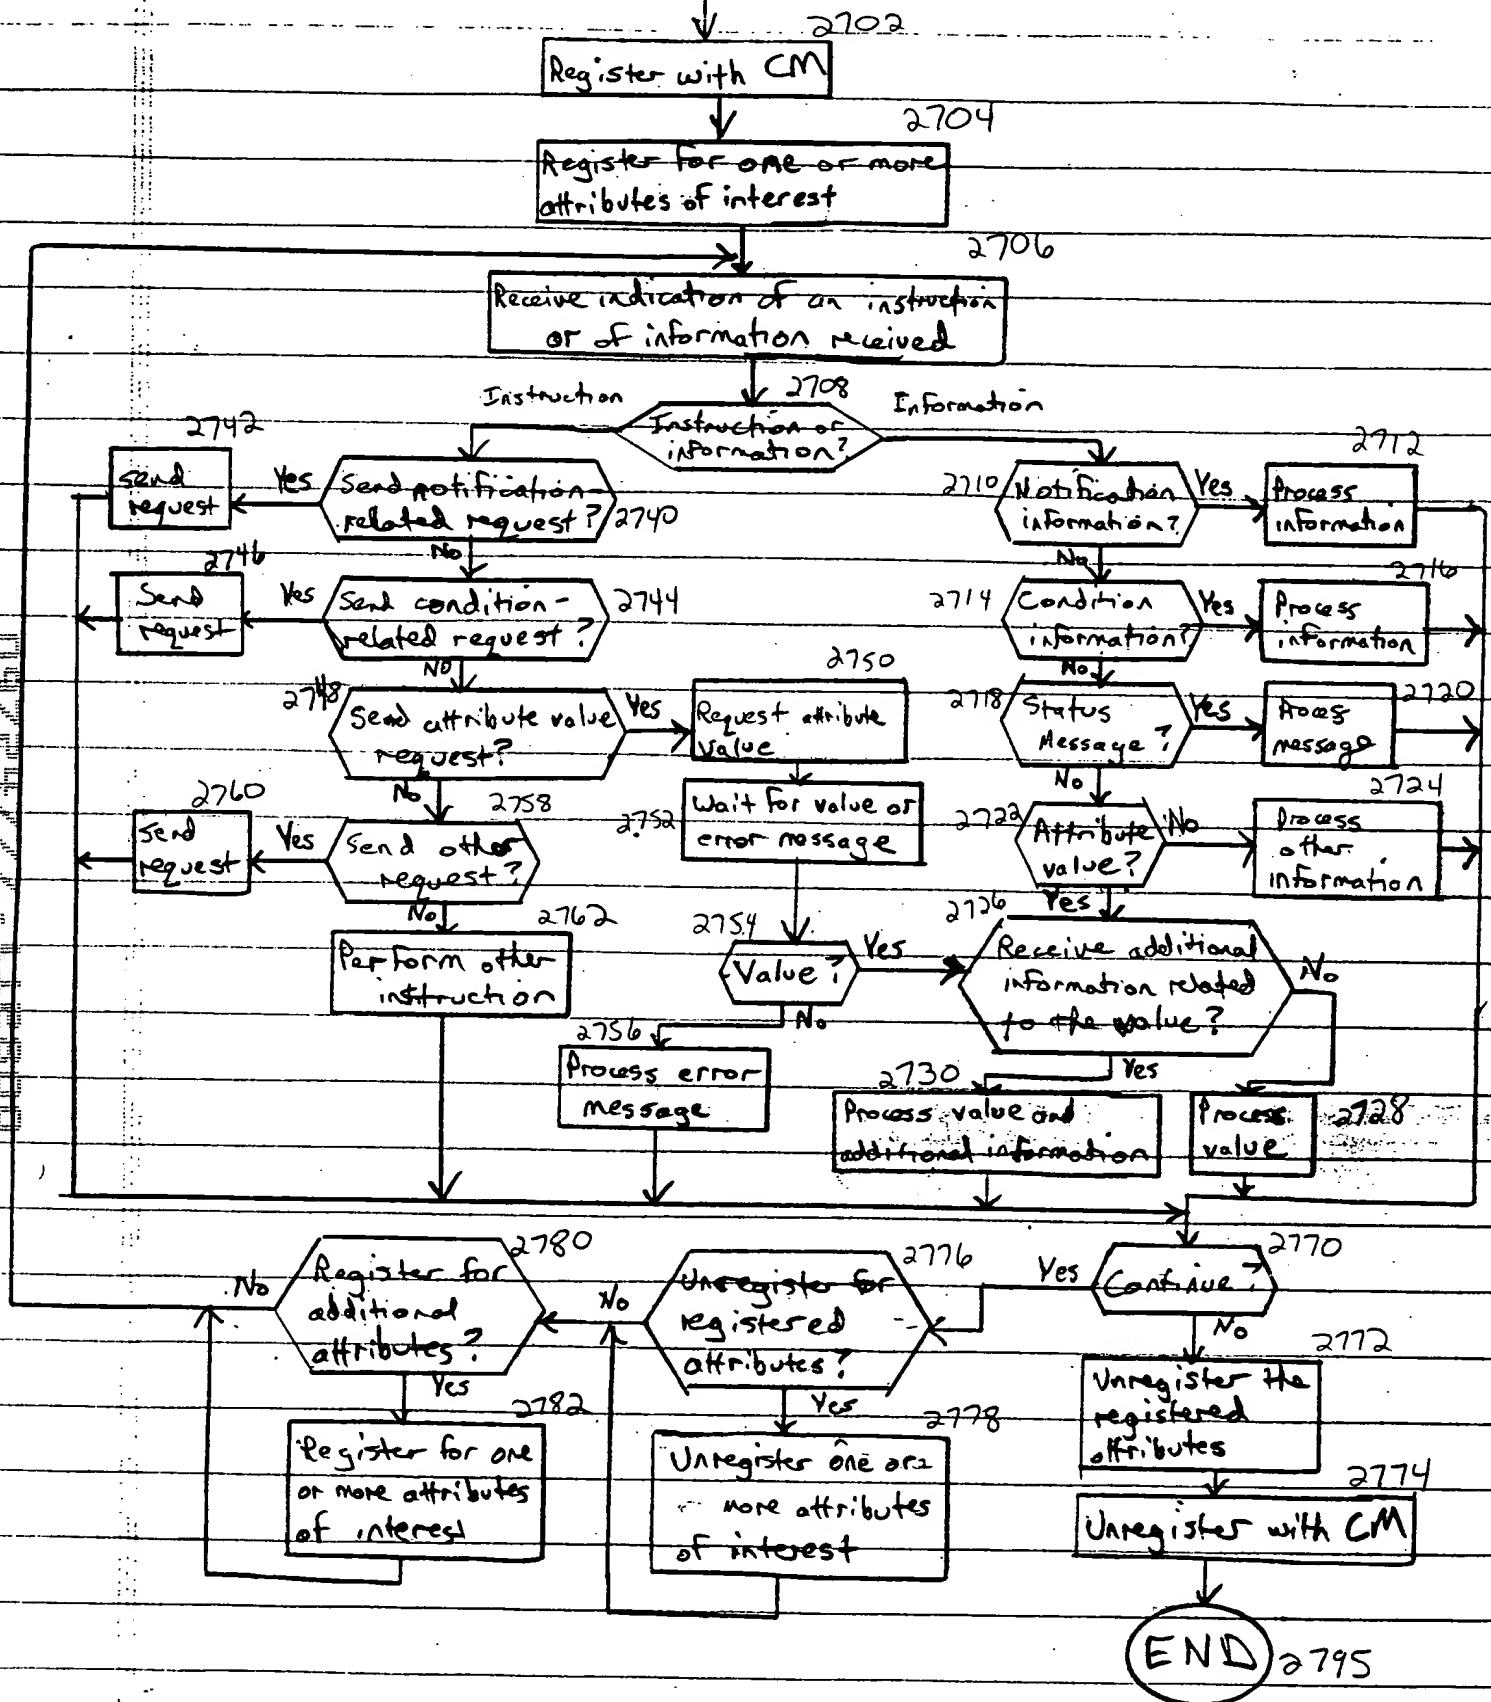 2702
Register with CM
2704
Register for one or more
attributes of interest
2706
Receive indication of an instruction
or of information received
2708
Instruction
Information
Instruction or
information?
2742
send
request
Yes
Send notification-
related request?
2740
No
2746
Send
request
Yes
Send condition-
related request?
2744
No
2748
Send attribute value
request?
Yes
2750
Request attribute
value
2752
Wait for value or
error message
No
2760
Send
request
Yes
2758
Send other
request?
No
2762
Perform other
instruction
2754
Value?
Yes
No
2756
Process error
message
2710
Notification
information?
Yes
2712
Process
information
No
2714
Condition
information?
Yes
2716
Process
information
No
2718
Status
Message?
Yes
2720
Process
message
No
2722
Attribute
value?
No
2724
Process
other
information
Yes
2726
Receive additional
information related
to the value?
No
Yes
2730
Process value and
additional information
2728
Process
value
2770
Continue?
Yes
No
2772
Unregister the
registered
attributes
2774
Unregister with CM
END
2795
2776
Unregister for
registered
attributes?
No
Yes
2778
Unregister one or
more attributes
of interest
2780
Register for
additional
attributes?
No
Yes
2782
Register for one
or more attributes
of interest